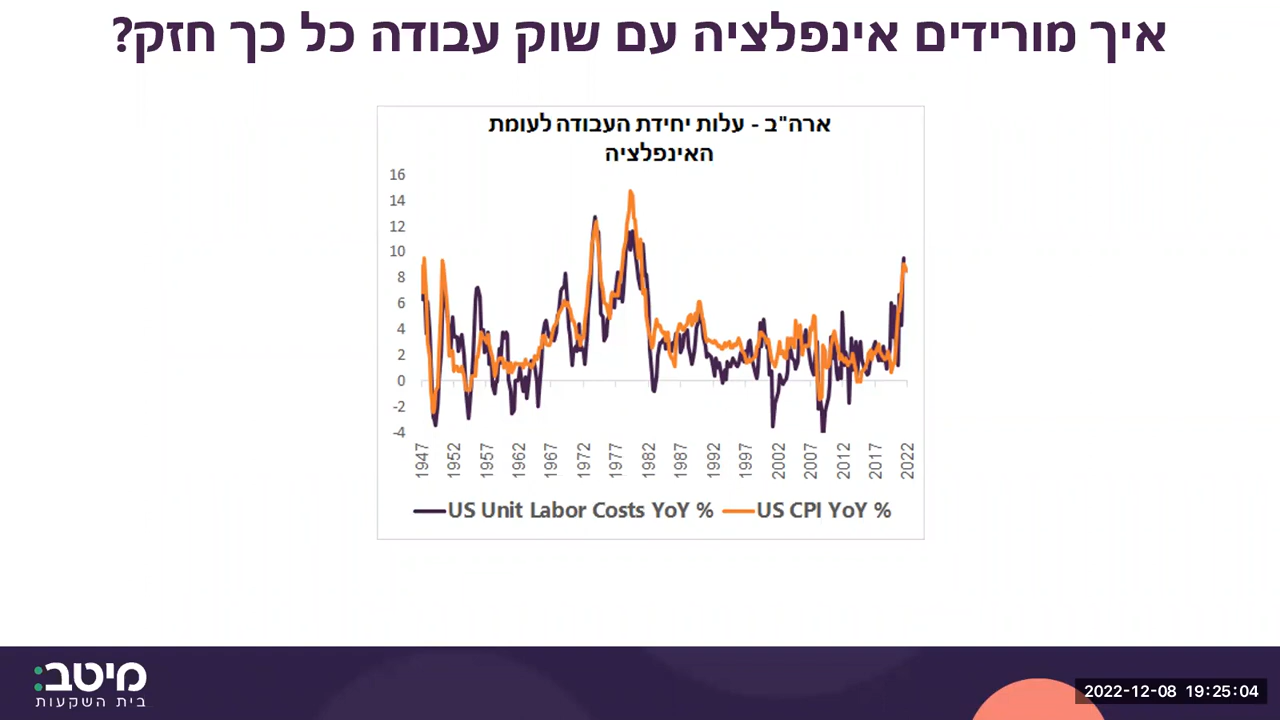 איך מורידים אינפלציה עם שוק עבודה כל כך חזק?
ארה"ב - עלות יחידת העבודה לעומת
האינפלציה
16
14
12
10
8
6
4
2
0
-2
-4
1947 1952 1957 1962 1967 1972 1977 1982 1987 1992 1997 2002 2007 2012 2017 2022
US Unit Labor Costs YoY % US CPI YoY %
מיטב:
בית השקעות
2022-12-08 19:25:04